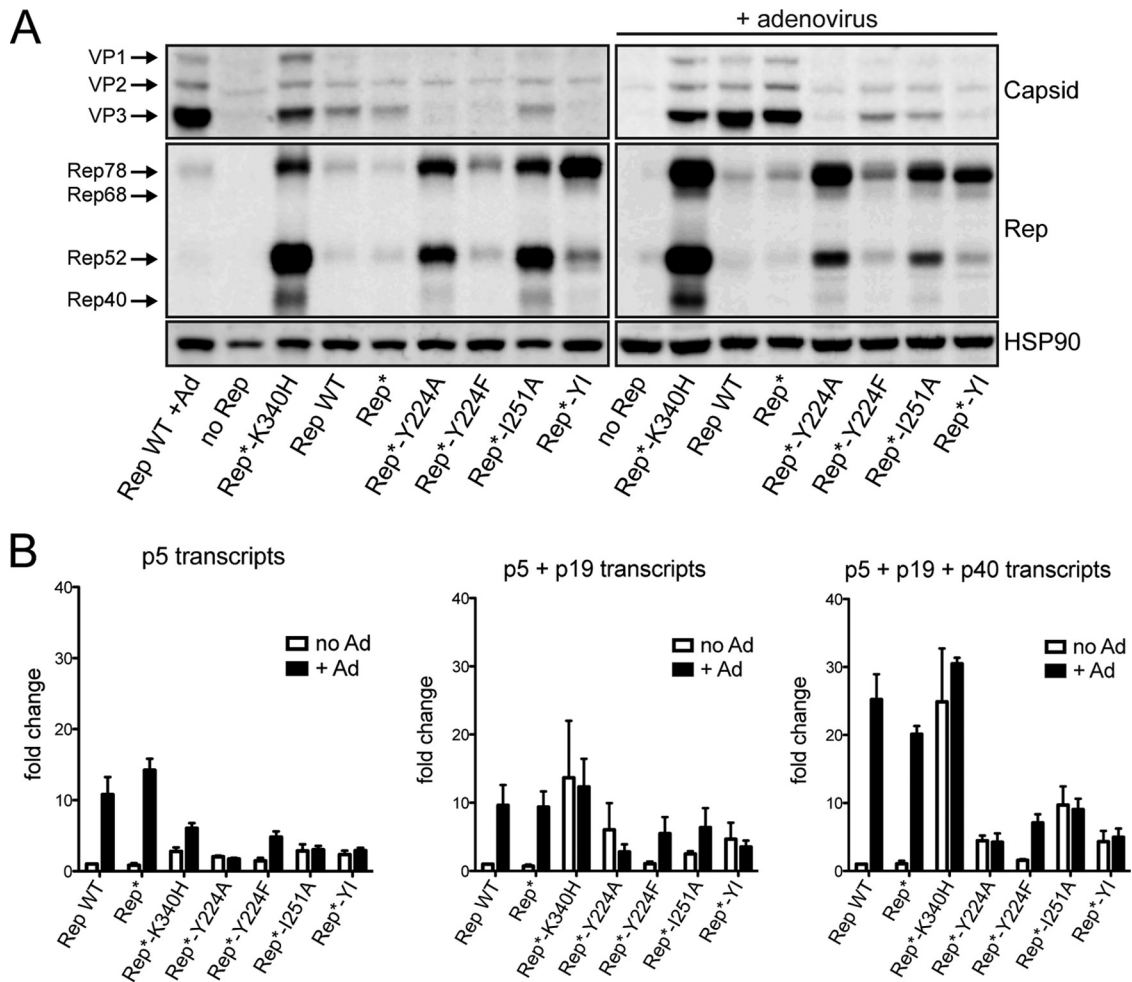 A
+ adenovirus
VP1
VP2
VP3
Capsid
Rep78
Rep68
Rep52
Rep40
Rep
HSP90
Rep WT +Ad
no Rep
Rep*-K340H
Rep WT
Rep*
Rep*-Y224A
Rep*-Y224F
Rep*-I251A
Rep*-YI
no Rep
Rep*-K340H
Rep WT
Rep*
Rep*-Y224A
Rep*-Y224F
Rep*-I251A
Rep*-YI
B
p5 transcripts
fold change
40
30
20
10
0
no Ad
+ Ad
Rep WT
Rep*
Rep*-K340H
Rep*-Y224A
Rep*-Y224F
Rep*-I251A
Rep*-YI
p5 + p19 transcripts
fold change
40
30
20
10
0
no Ad
+ Ad
Rep WT
Rep*
Rep*-K340H
Rep*-Y224A
Rep*-Y224F
Rep*-I251A
Rep*-YI
p5 + p19 + p40 transcripts
fold change
40
30
20
10
0
no Ad
+ Ad
Rep WT
Rep*
Rep*-K340H
Rep*-Y224A
Rep*-Y224F
Rep*-I251A
Rep*-YI